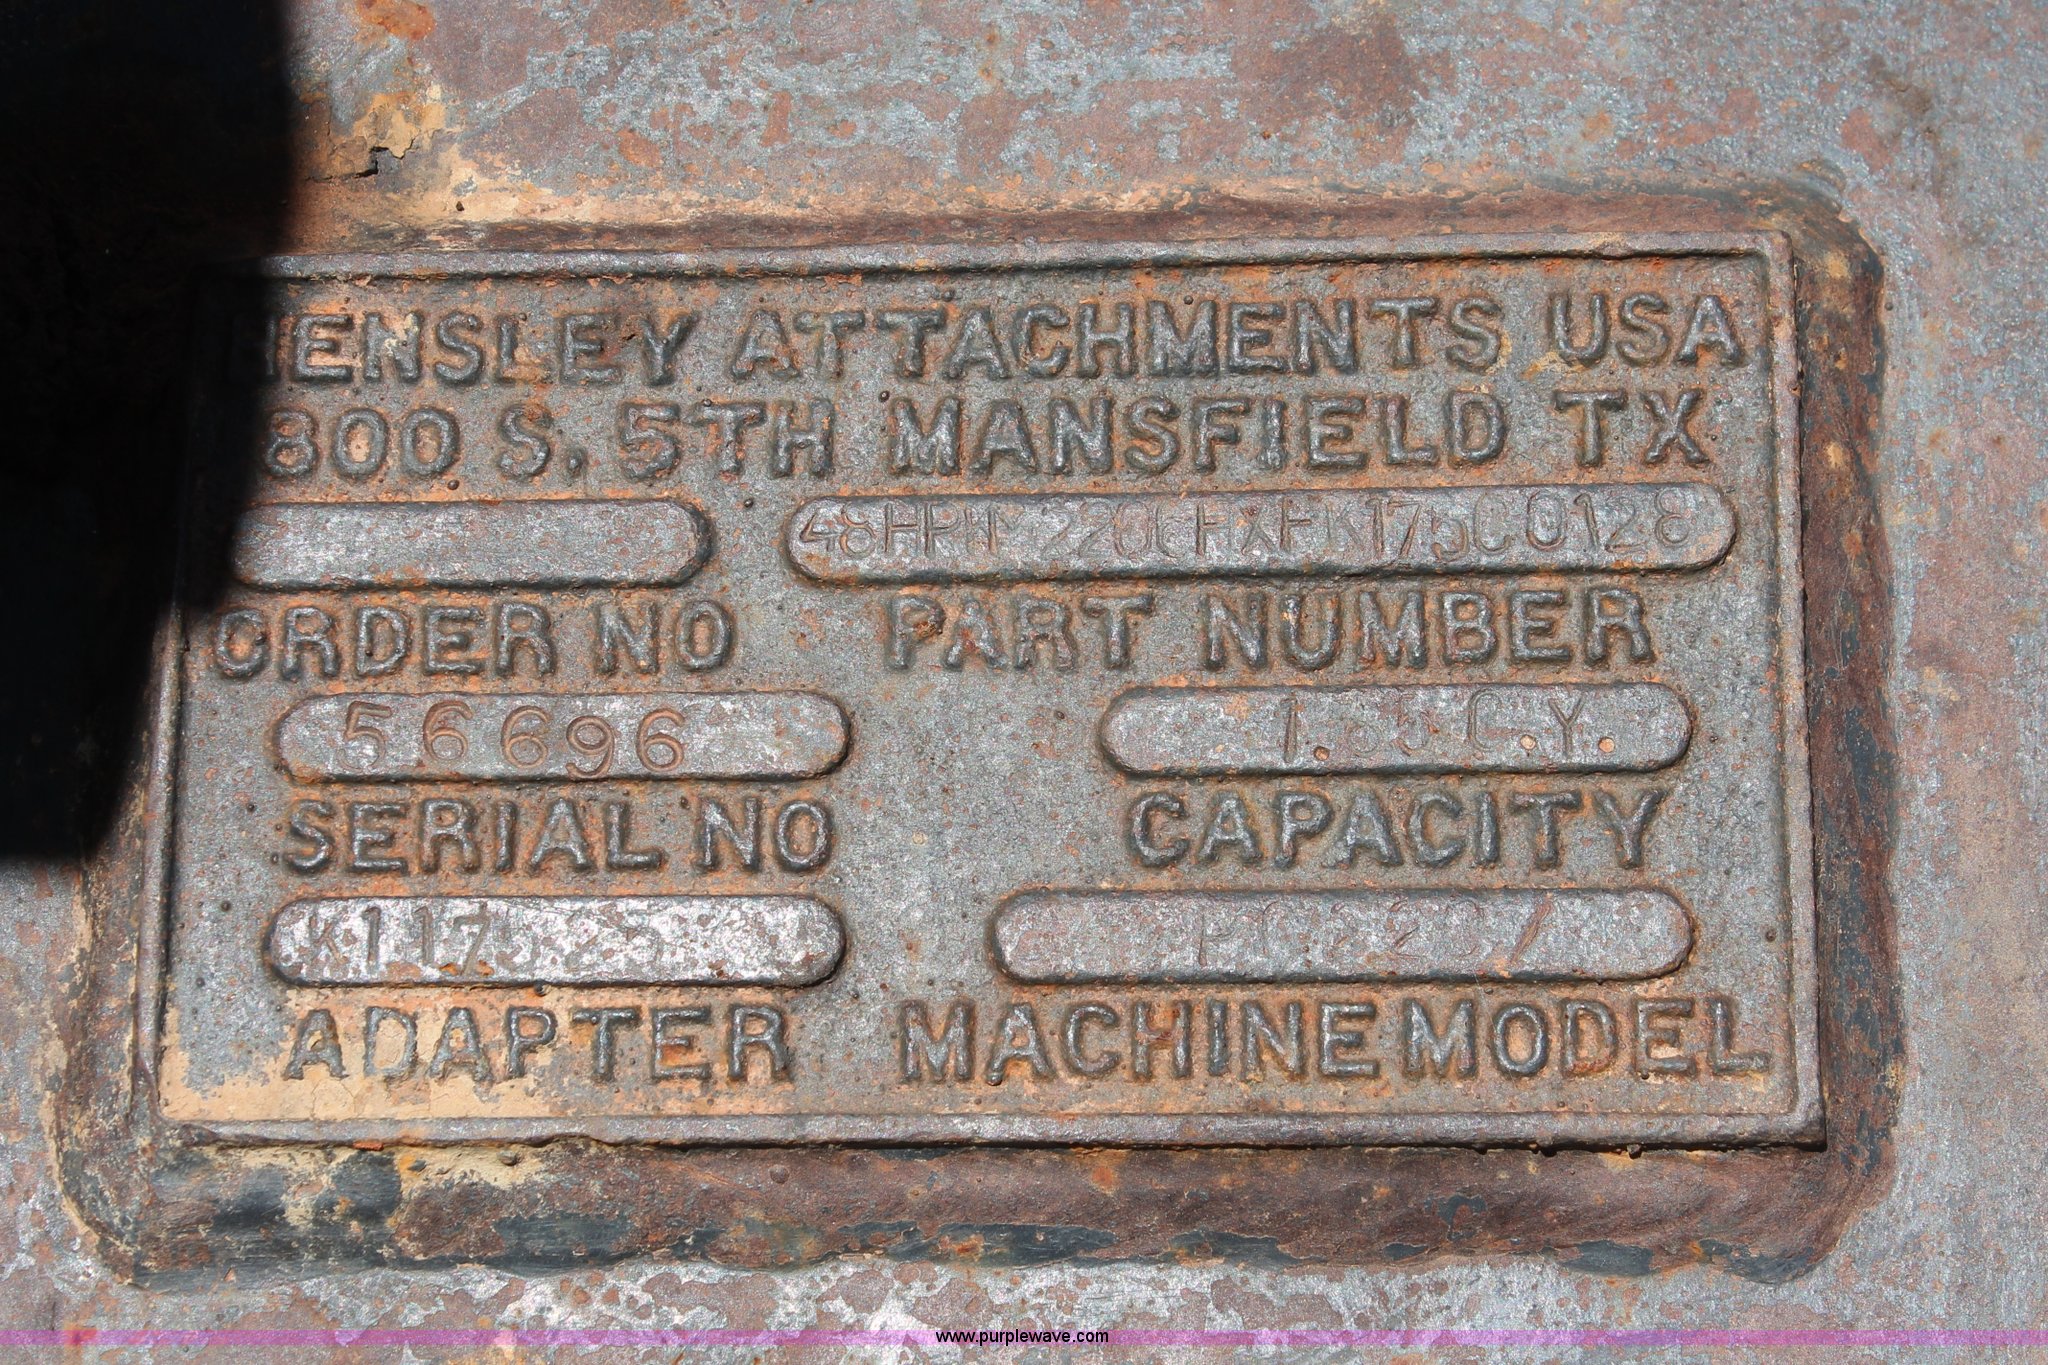 HENSLEY ATTACHMENTS USA
800 S. 5TH MANSFIELD TX
ORDER NO PART NUMBER
56696
SERIAL NO CAPACITY
ADAPTER MACHINE MODEL
www.purplewave.com